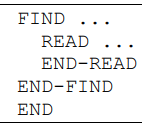 FIND ...
READ ...
END-READ
END-FIND
END